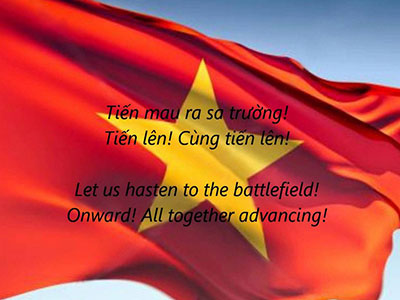 Tiến mau ra sa trường!
Tiến lên! Cùng tiến lên!
Let us hasten to the battlefield!
Onward! All together advancing!